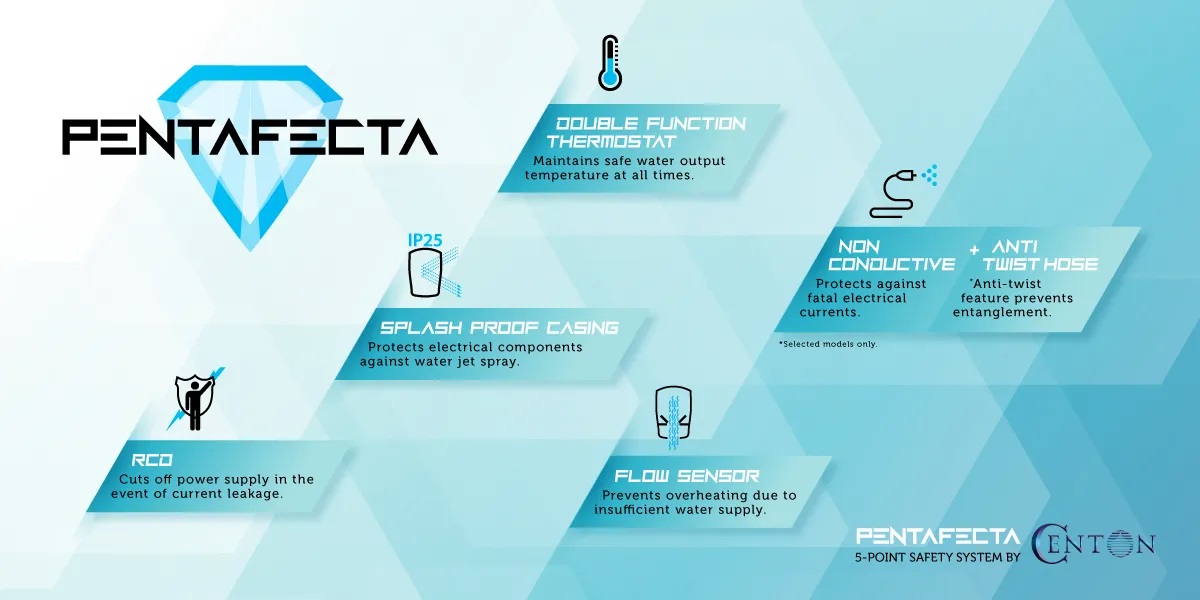 PENTAFECTA
DOUBLE FUNCTION
THERMOSTAT
Maintains safe water output
temperature at all times.
NON
CONDUCTIVE
Protects against
fatal electrical
currents.
+ ANTI
TWIST HOSE
*Anti-twist
feature prevents
entanglement.
*Selected models only.
IP25
SPLASH PROOF CASING
Protects electrical components
against water jet spray.
RCD
Cuts off power supply in the
event of current leakage.
FLOW SENSOR
Prevents overheating due to
insufficient water supply.
PENTAFECTA
5-POINT SAFETY SYSTEM BY
CENTON